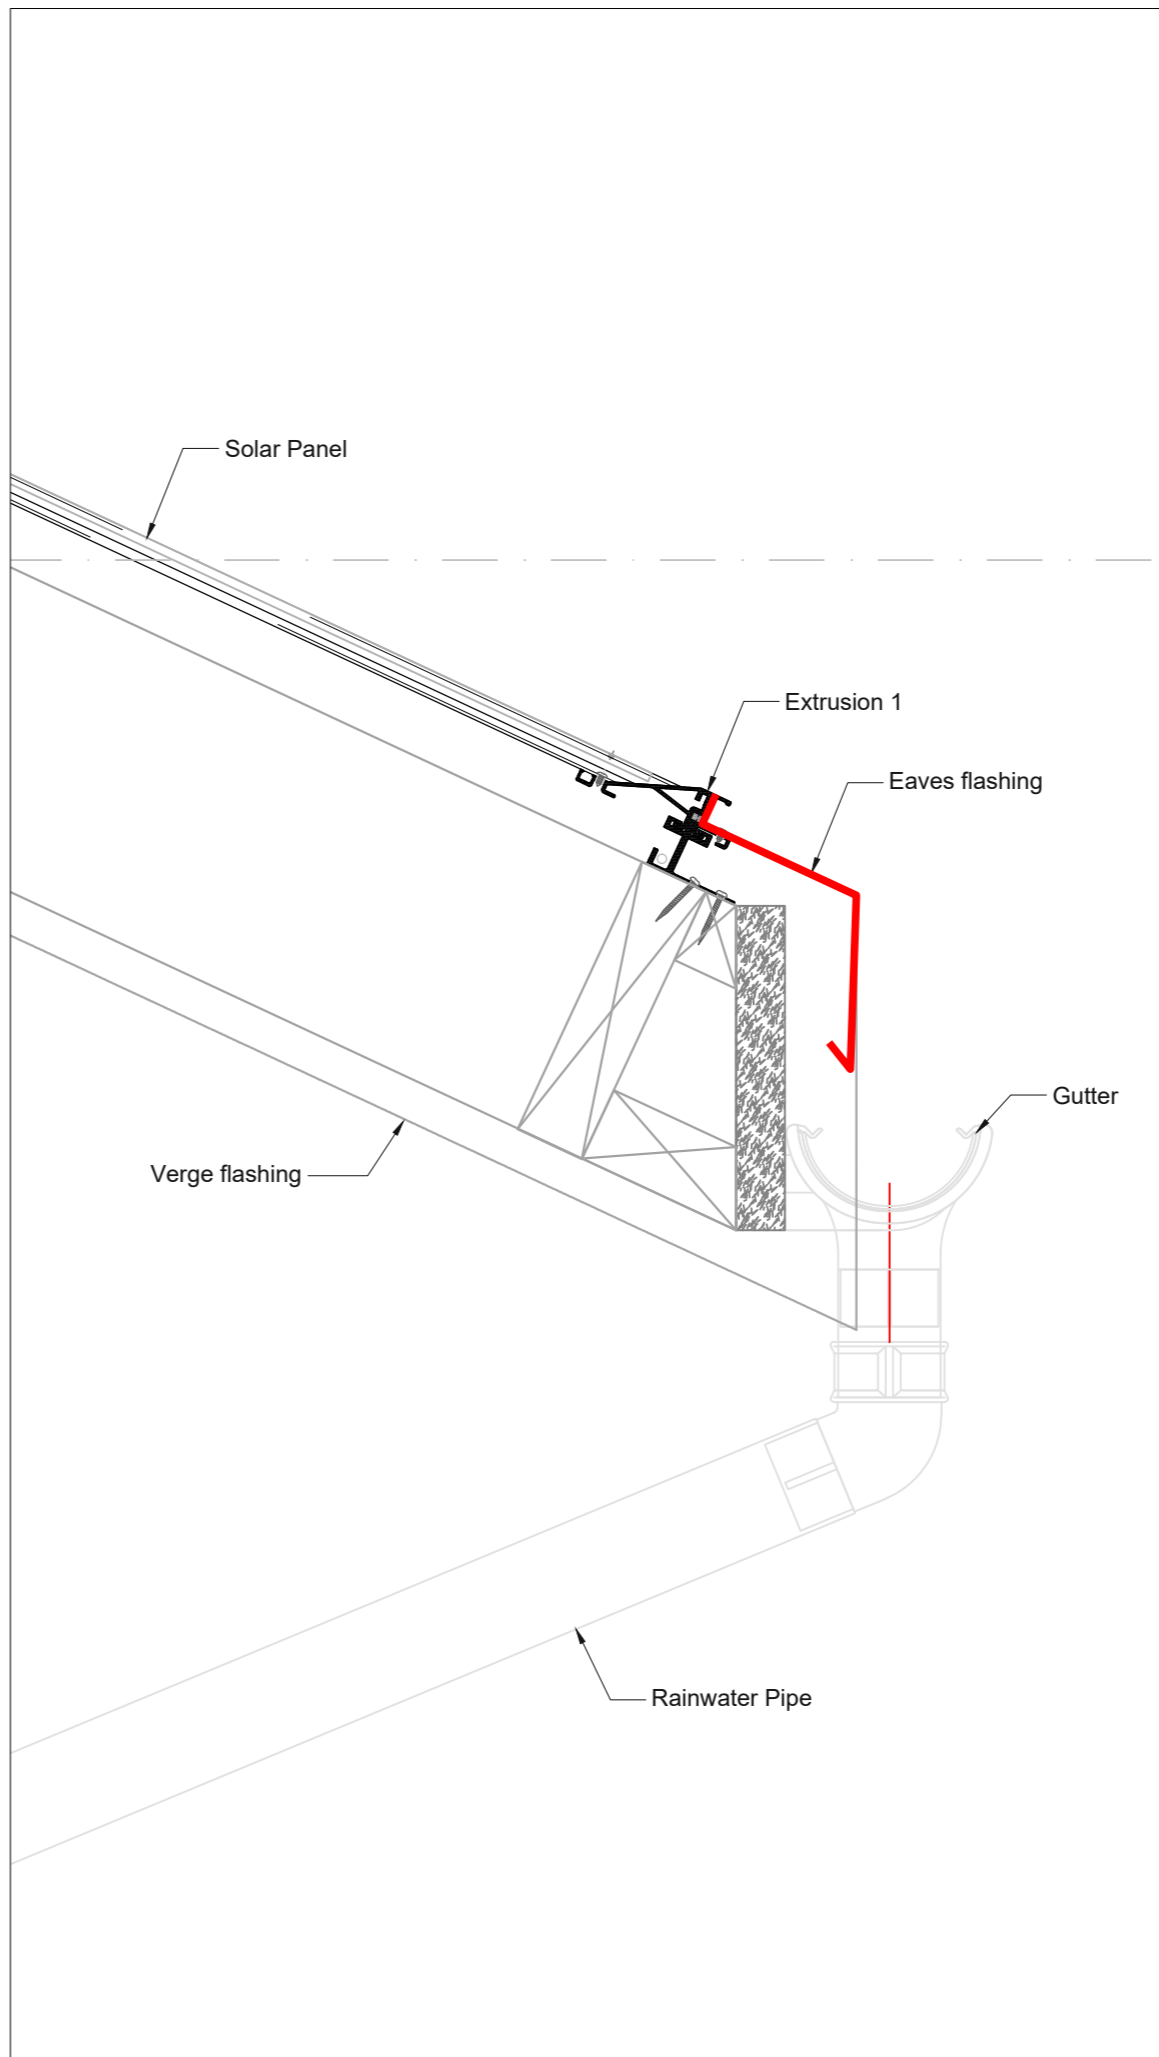 Solar Panel
Extrusion 1
Eaves flashing
Gutter
Verge flashing
Rainwater Pipe